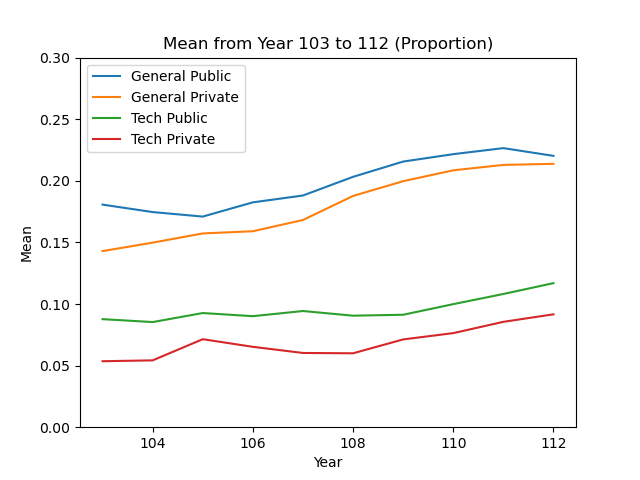 Mean from Year 103 to 112 (Proportion)
0.30
0.25
0.20
0.15
0.10
0.05
0.00
Mean
General Public
General Private
Tech Public
Tech Private
104 106 108 110 112
Year